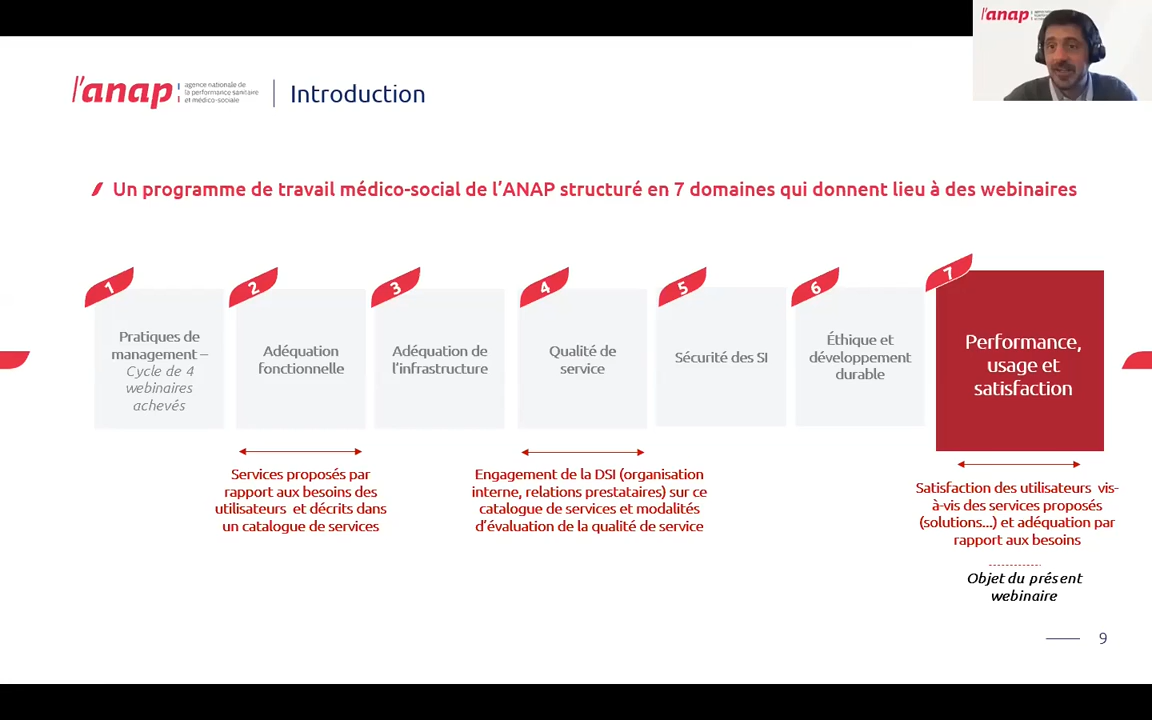 l'anap
l'anap
agence nationale de
la performance sanitaire
et médico-sociale
Introduction
Un programme de travail médico-social de l'ANAP structuré en 7 domaines qui donnent lieu à des webinaires
1
Pratiques de
management –
Cycle de 4
webinaires
achevés
2
Adéquation
fonctionnelle
3
Adéquation de
l'infrastructure
4
Qualité de
service
5
Sécurité des SI
6
Éthique et
développement
durable
7
Performance,
usage et
satisfaction
Services proposés par
rapport aux besoins des
utilisateurs et décrits dans
un catalogue de services
Engagement de la DSI (organisation
interne, relations prestataires) sur ce
catalogue de services et modalités
d'évaluation de la qualité de service
Satisfaction des utilisateurs vis-
à-vis des services proposés
(solutions...) et adéquation par
rapport aux besoins
Objet du présent
webinaire
9